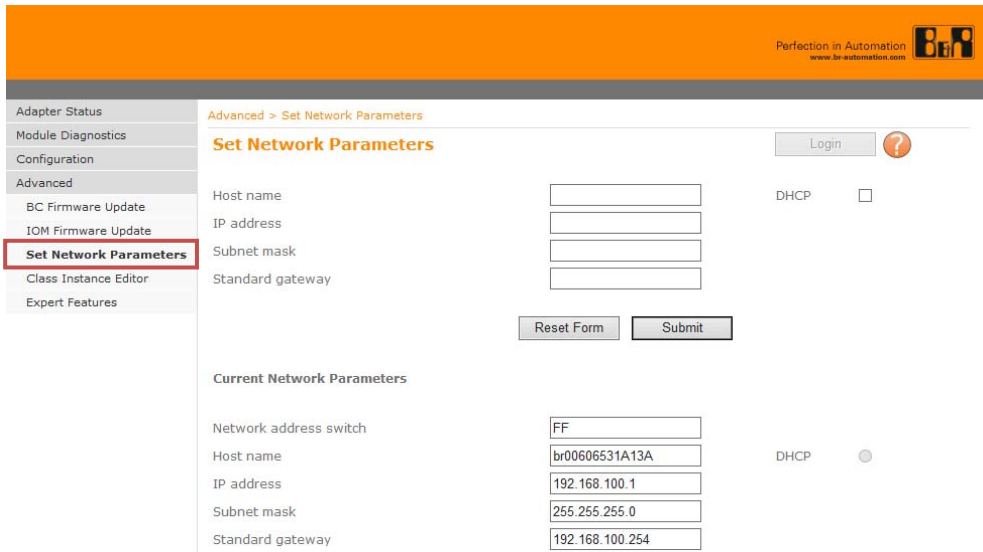 Perfection in Automation
www.br-automation.com
B&R
Adapter Status
Module Diagnostics
Configuration
Advanced
BC Firmware Update
IOM Firmware Update
Set Network Parameters
Class Instance Editor
Expert Features
Advanced > Set Network Parameters
Set Network Parameters
Login
?
Host name
DHCP
IP address
Subnet mask
Standard gateway
Reset Form
Submit
Current Network Parameters
Network address switch
FF
Host name
br00606531A13A
DHCP
IP address
192.168.100.1
Subnet mask
255.255.255.0
Standard gateway
192.168.100.254